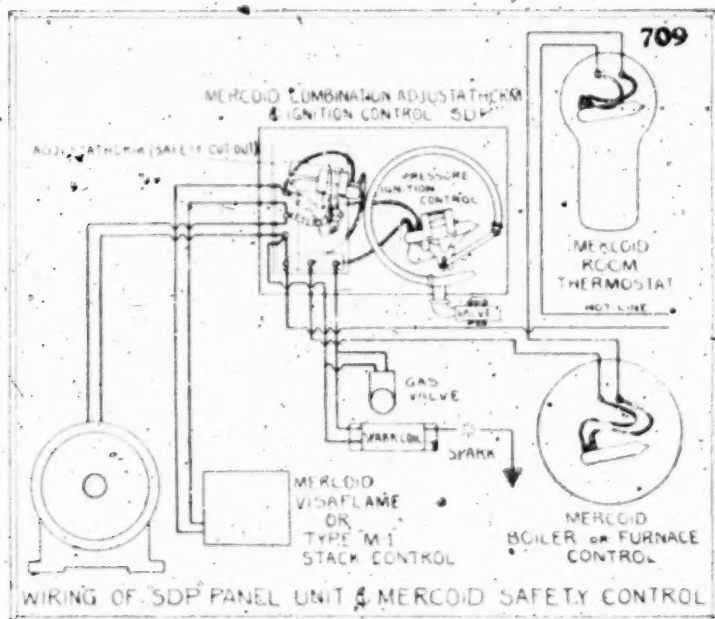 709
MERCOID COMBINATION ADJUSTATHERM
& IGNITION CONTROL SDP
ADJUSTATHERM (SAFETY CUTOUT)
PRESSURE
IGNITION
CONTROL
MERCOID
ROOM
THERMOSTAT
HOT LINE
VALVE
GAS
VALVE
SPARK COIL
SPARK
MERCOID
VISAFLAME
OR
TYPE "M-1"
STACK CONTROL
MERCOID
BOILER OR FURNACE
CONTROL
WIRING OF SDP PANEL UNIT & MERCOID SAFETY CONTROL